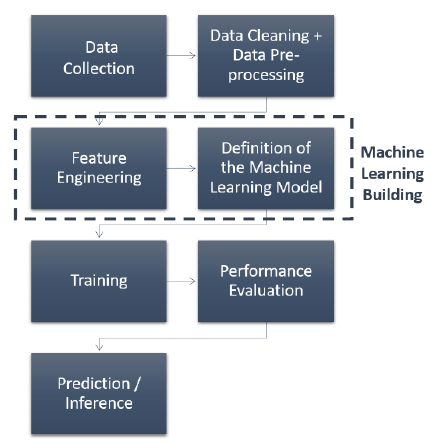 Data
Collection
Data Cleaning +
Data Pre-
processing
Feature
Engineering
Definition of
the Machine
Learning Model
Machine
Learning
Building
Training
Performance
Evaluation
Prediction /
Inference